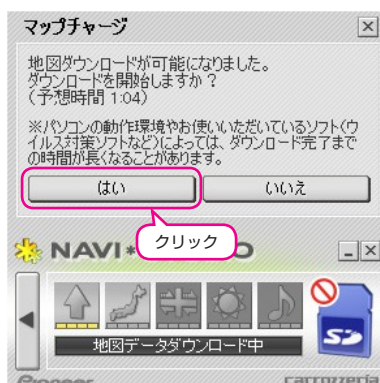 マップチャージ
地図ダウンロードが可能になりました。
ダウンロードを開始しますか？
（予想時間 1:04）
※パソコンの動作環境やお使いいただいているソフト(ウ
イルス対策ソフトなど)によっては、ダウンロード完了まで
の時間が長くなることがあります。
はい
いいえ
クリック
NAVI*
O
SD
地図データダウンロード中
Pioneer
carrozzeria